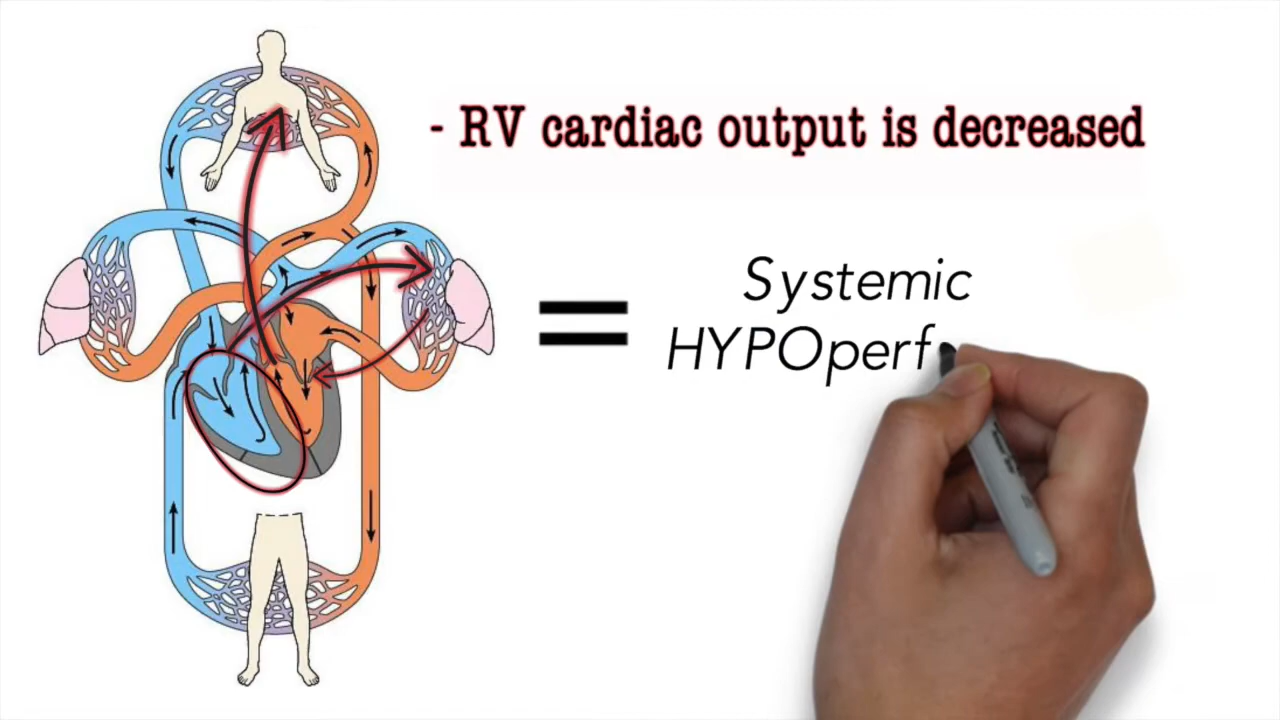 - RV cardiac output is decreased
=
Systemic
HYPOperf